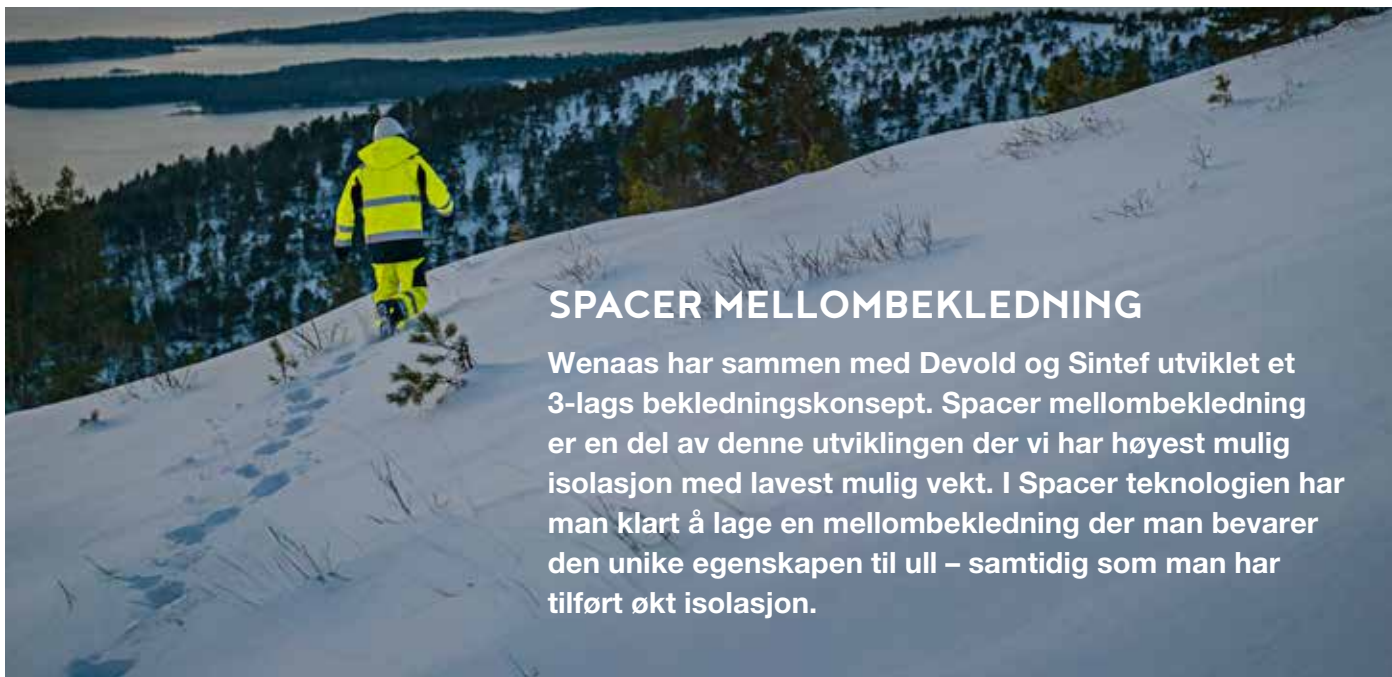 SPACER MELLOMBEKLEDNING
Wenaas har sammen med Devold og Sintef utviklet et
3-lags bekledningskonsept. Spacer mellombekledning
er en del av denne utviklingen der vi har høyest mulig
isolasjon med lavest mulig vekt. I Spacer teknologien har
man klart å lage en mellombekledning der man bevarer
den unike egenskapen til ull – samtidig som man har
tilført økt isolasjon.